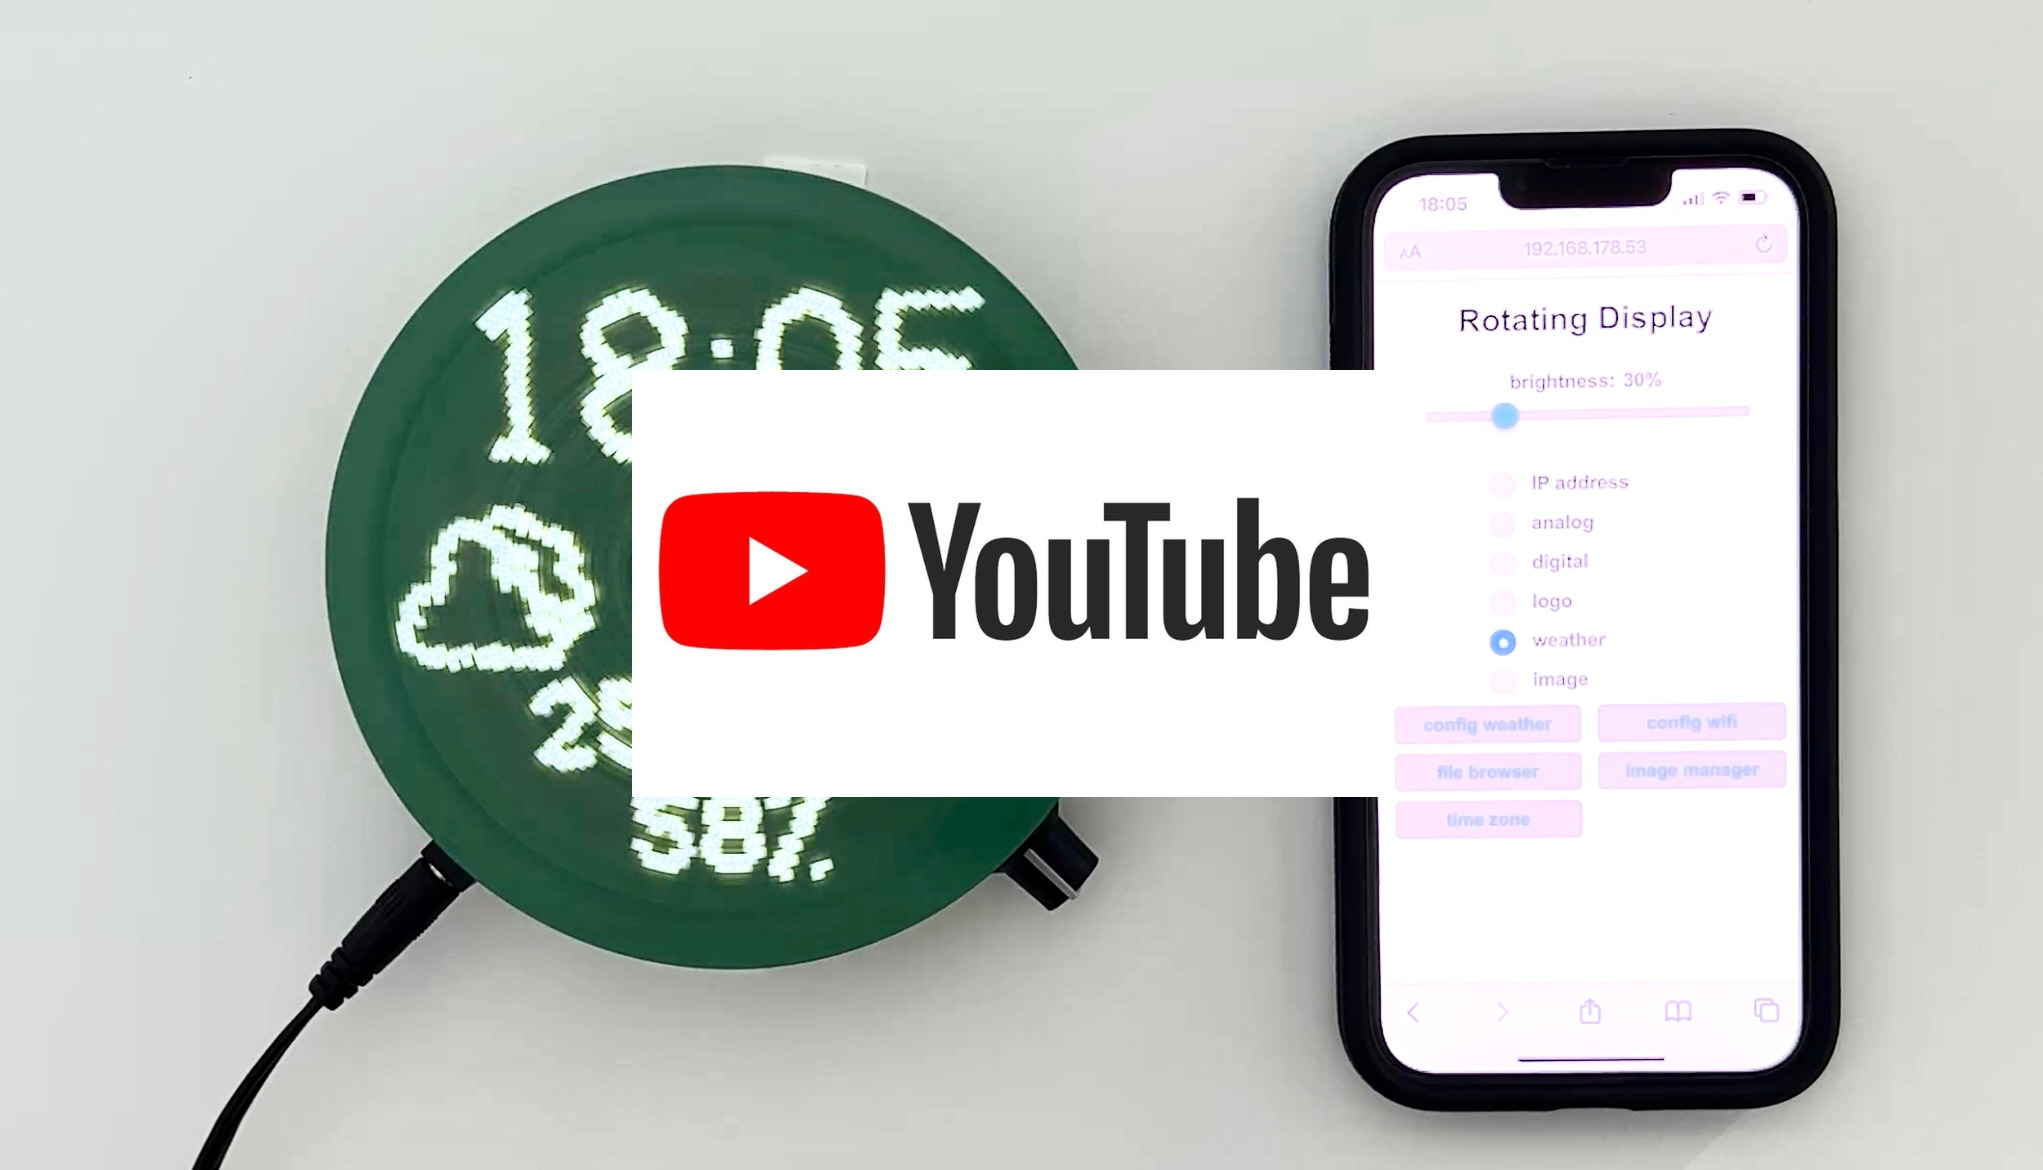 18:05
58%
YouTube
18:05
AA 192.168.178.53
Rotating Display
brightness: 30%
IP address
analog
digital
logo
weather
image
config weather config wifi
file browser image manager
time zone